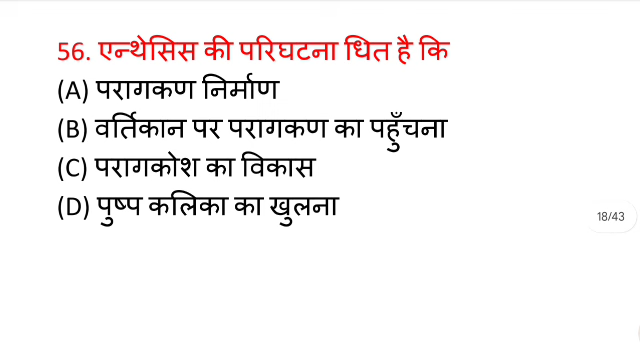 56. एन्थेसिस की परिघटना धित है कि
(A) परागकण निर्माण
(B) वर्तिकान पर परागकण का पहुँचना
(C) परागकोश का विकास
(D) पुष्प कलिका का खुलना
18/43